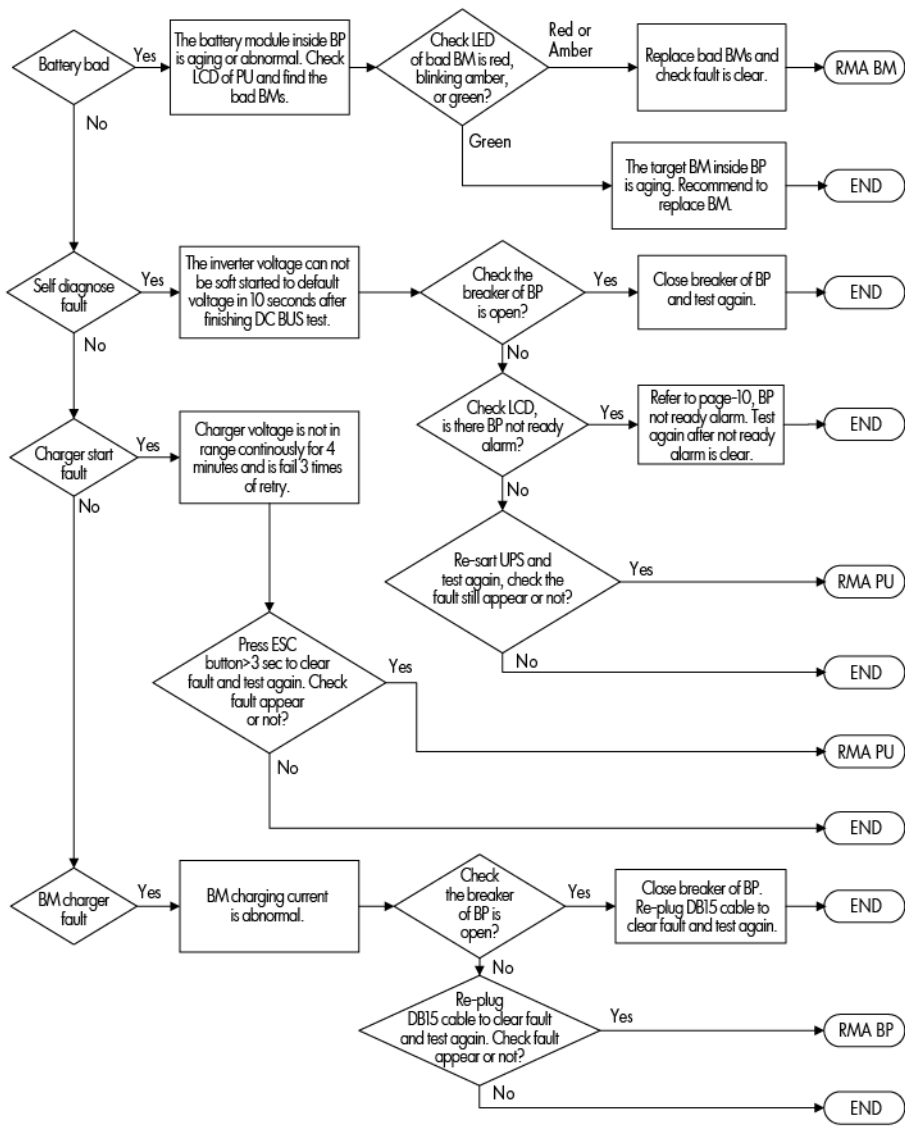 Battery bad
Yes
The battery module inside BP
is aging or abnormal. Check
LCD of PU and find the
bad BMs.
Check LED
of bad BM is red,
blinking amber,
or green?
Red or
Amber
Replace bad BMs and
check fault is clear.
RMA BM
No
Green
The target BM inside BP
is aging. Recommend to
replace BM.
END
Self diagnose
fault
Yes
The inverter voltage can not
be soft started to default
voltage in 10 seconds after
finishing DC BUS test.
Check the
breaker of BP
is open?
Yes
Close breaker of BP
and test again.
END
No
No
Check LCD,
is there BP not ready
alarm?
Yes
Refer to page-10, BP
not ready alarm. Test
again after not ready
alarm is clear.
END
Charger start
fault
Yes
Charger voltage is not in
range continously for 4
minutes and is fail 3 times
of retry.
No
No
Re-sart UPS and
test again, check the
fault still appear or not?
Yes
RMA PU
No
END
Press ESC
button>3 sec to clear
fault and test again. Check
fault appear
or not?
Yes
RMA PU
No
END
BM charger
fault
Yes
BM charging current
is abnormal.
Check
the breaker
of BP is
open?
Yes
Close breaker of BP.
Re-plug DB15 cable to
clear fault and test again.
END
No
Re-plug
DB15 cable to clear fault
and test again. Check fault
appear or not?
Yes
RMA BP
No
END